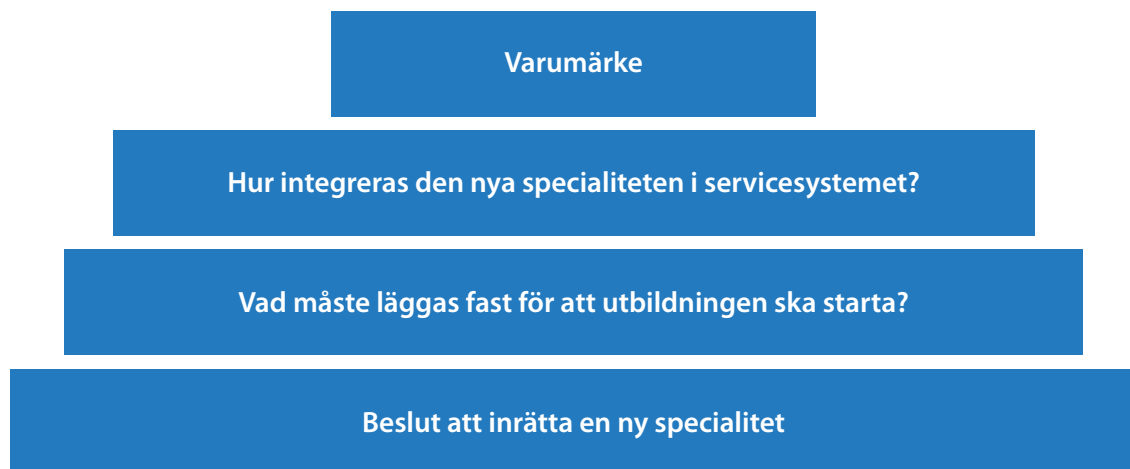 Varumärke
Hur integreras den nya specialiteten i servicesystemet?
Vad måste läggas fast för att utbildningen ska starta?
Beslut att inrätta en ny specialitet